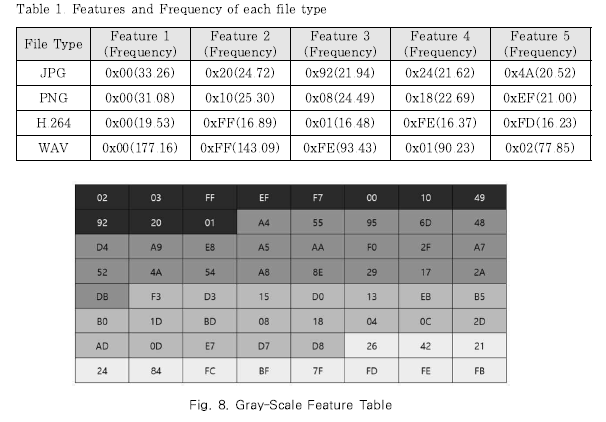 Table 1. Features and Frequency of each file type
File Type Feature 1 (Frequency) Feature 2 (Frequency) Feature 3 (Frequency) Feature 4 (Frequency) Feature 5 (Frequency)
JPG 0x00(33.26) 0x20(24.72) 0x92(21.94) 0x24(21.62) 0x4A(20.52)
PNG 0x00(31.08) 0x10(25.30) 0x08(24.49) 0x18(22.69) 0xEF(21.00)
H.264 0x00(19.53) 0xFF(16.89) 0x01(16.48) 0xFE(16.37) 0xFD(16.23)
WAV 0x00(177.16) 0xFF(143.09) 0xFE(93.43) 0x01(90.23) 0x02(77.85)
02 03 FF EF F7 00 10 49
92 20 01 A4 55 95 6D 48
D4 A9 E8 A5 AA F0 2F A7
52 4A 54 A8 8E 29 17 2A
DB F3 D3 15 D0 13 EB B5
B0 1D BD 08 18 04 0C 2D
AD 0D E7 D7 D8 26 42 21
24 84 FC BF 7F FD FE FB
Fig. 8. Gray-Scale Feature Table